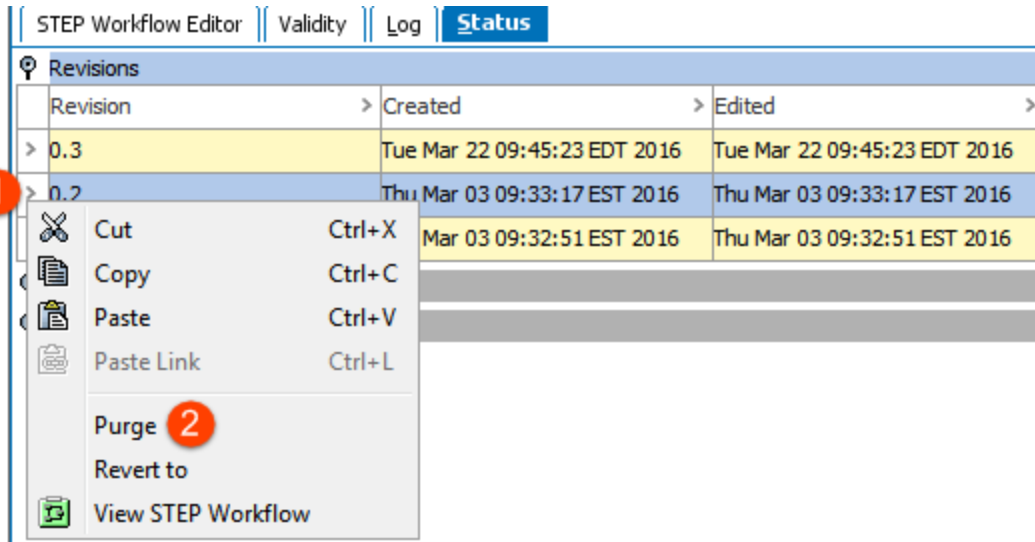 STEP Workflow Editor Validity Log Status
Revisions
Revision > Created > Edited >
> 0.3 Tue Mar 22 09:45:23 EDT 2016 Tue Mar 22 09:45:23 EDT 2016
> 0.2 Thu Mar 03 09:33:17 EST 2016 Thu Mar 03 09:33:17 EST 2016
Mar 03 09:32:51 EST 2016 Thu Mar 03 09:32:51 EST 2016
Cut Ctrl+X
Copy Ctrl+C
Paste Ctrl+V
Paste Link Ctrl+L
Purge 2
Revert to
View STEP Workflow